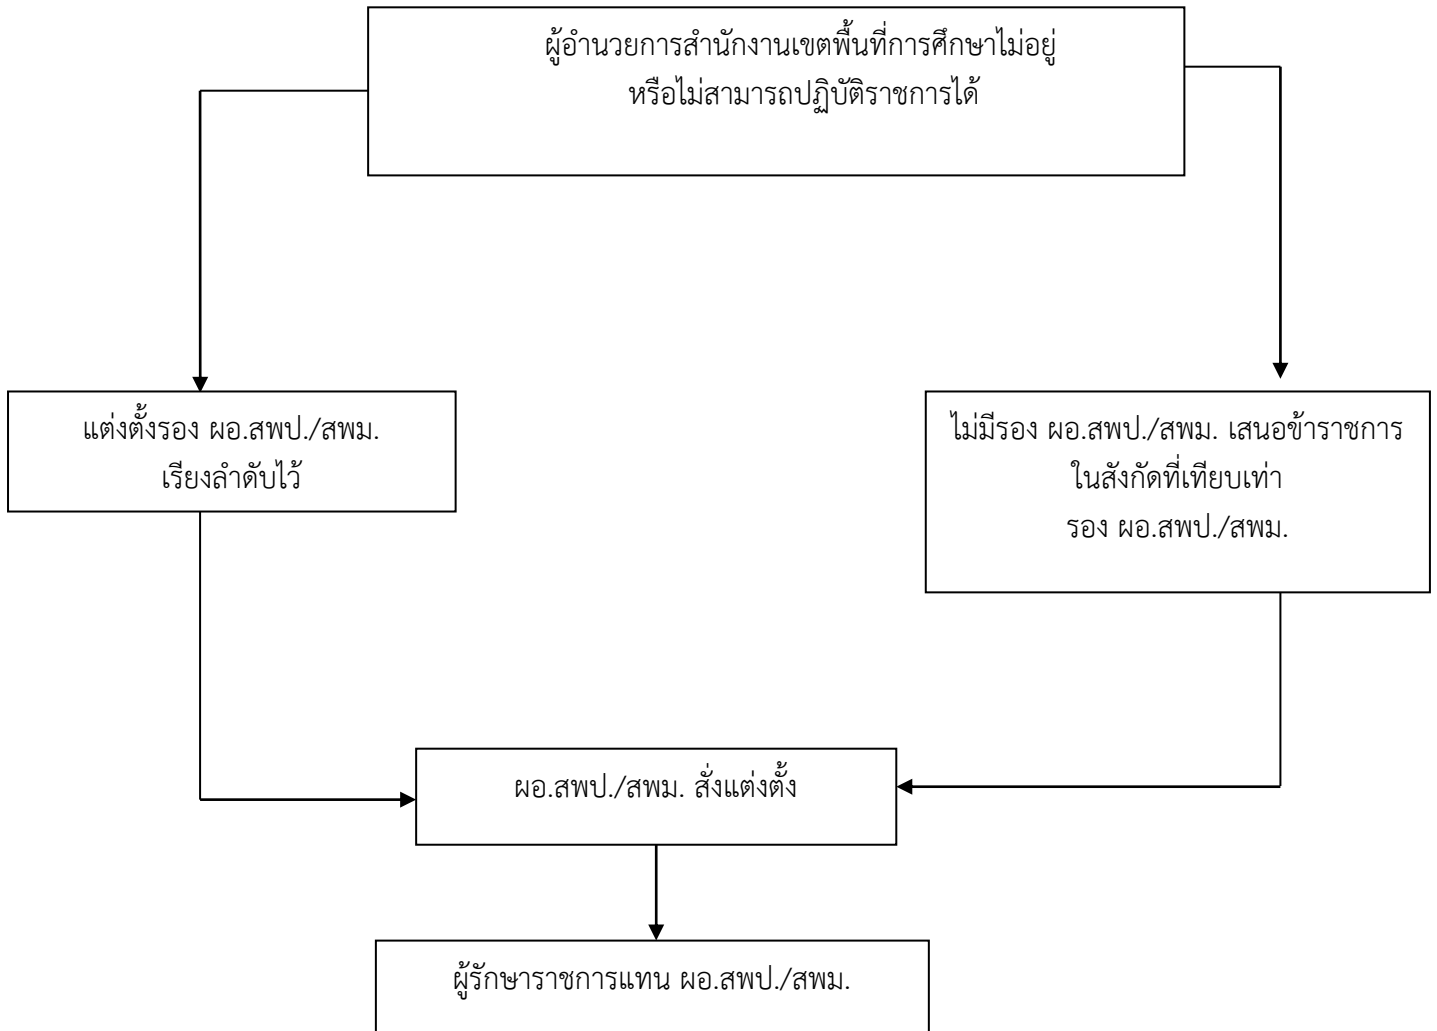 ผู้อำนวยการสำนักงานเขตพื้นที่การศึกษาไม่อยู่
หรือไม่สามารถปฏิบัติราชการได้
แต่งตั้งรอง ผอ.สพป./สพม.
เรียงลำดับไว้
ไม่มีรอง ผอ.สพป./สพม. เสนอข้าราชการ
ในสังกัดที่เทียบเท่า
รอง ผอ.สพป./สพม.
ผอ.สพป./สพม. สั่งแต่งตั้ง
ผู้รักษาราชการแทน ผอ.สพป./สพม.